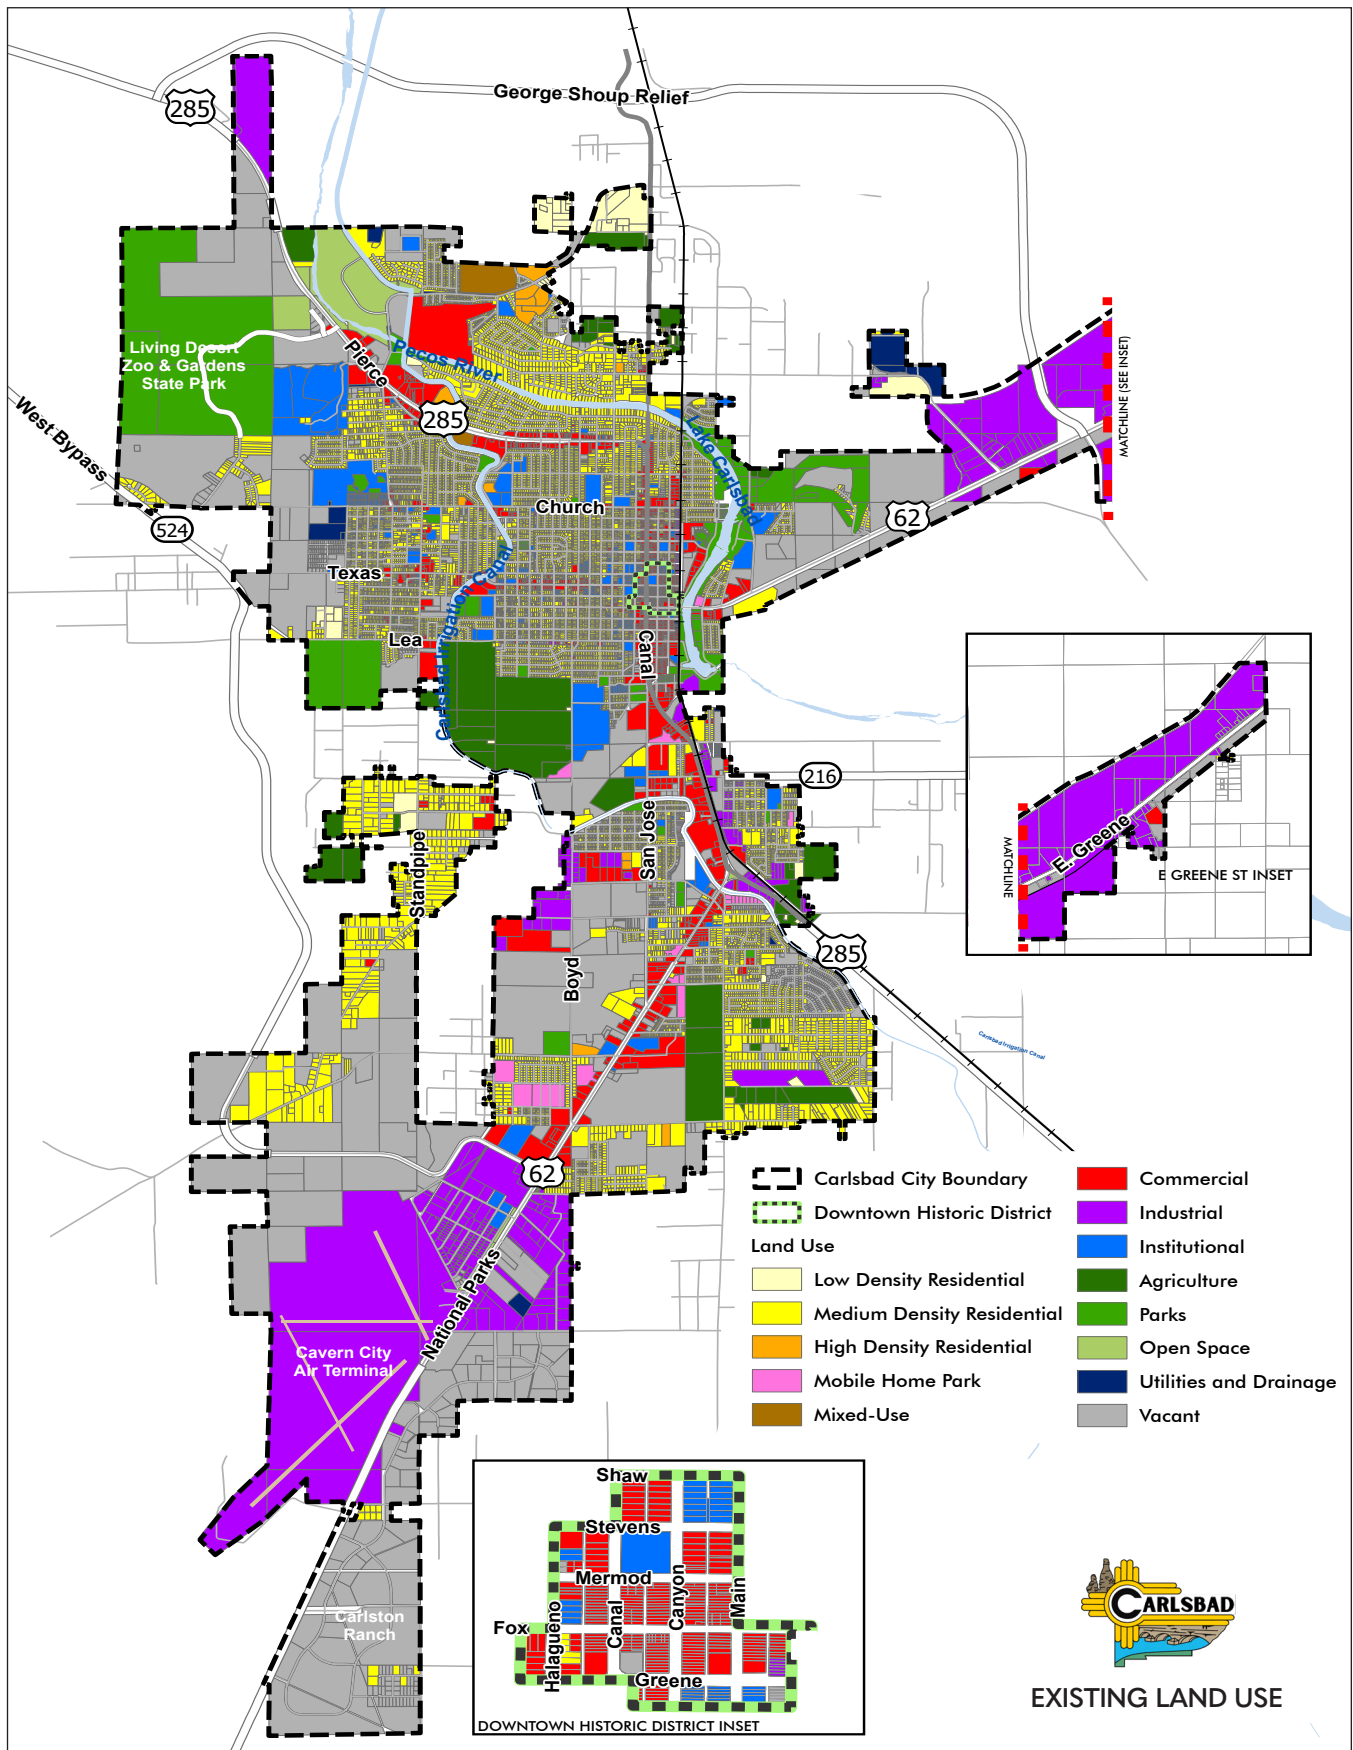 George Shoup Relief
285
Living Desert
Zoo & Gardens
State Park
Pierce
Pecos River
285
West Bypass
524
Lake Carlsbad
MATCHLINE (SEE INSET)
62
Church
Texas
Carlsbad Irrigation Canal
Lea
Canal
216
San Jose
Standpipe
MATCHLINE
E. Greene
E GREENE ST INSET
285
Boyd
Carlsbad Irrigation Canal
62
National Parks
Cavern City
Air Terminal
Carlston
Ranch
Carlsbad City Boundary
Downtown Historic District
Land Use
Low Density Residential
Medium Density Residential
High Density Residential
Mobile Home Park
Mixed-Use
Commercial
Industrial
Institutional
Agriculture
Parks
Open Space
Utilities and Drainage
Vacant
Shaw
Stevens
Mermod
Fox
Halagueno
Canal
Canyon
Main
Greene
DOWNTOWN HISTORIC DISTRICT INSET
CARLSBAD
EXISTING LAND USE